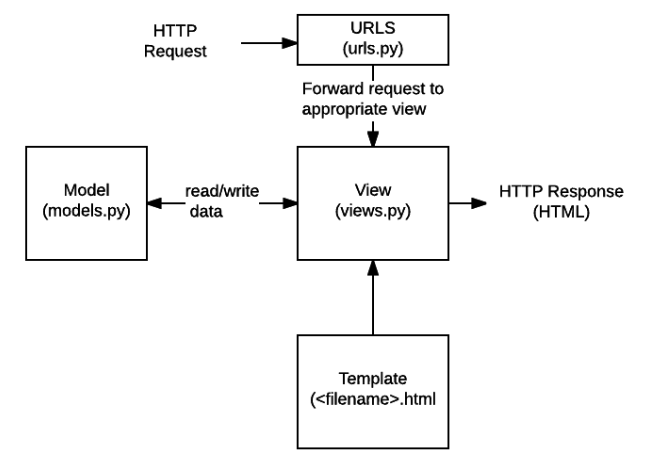 HTTP
Request
URLS
(urls.py)
Forward request to
appropriate view
Model
(models.py)
read/write
data
View
(views.py)
HTTP Response
(HTML)
Template
(<filename>.html